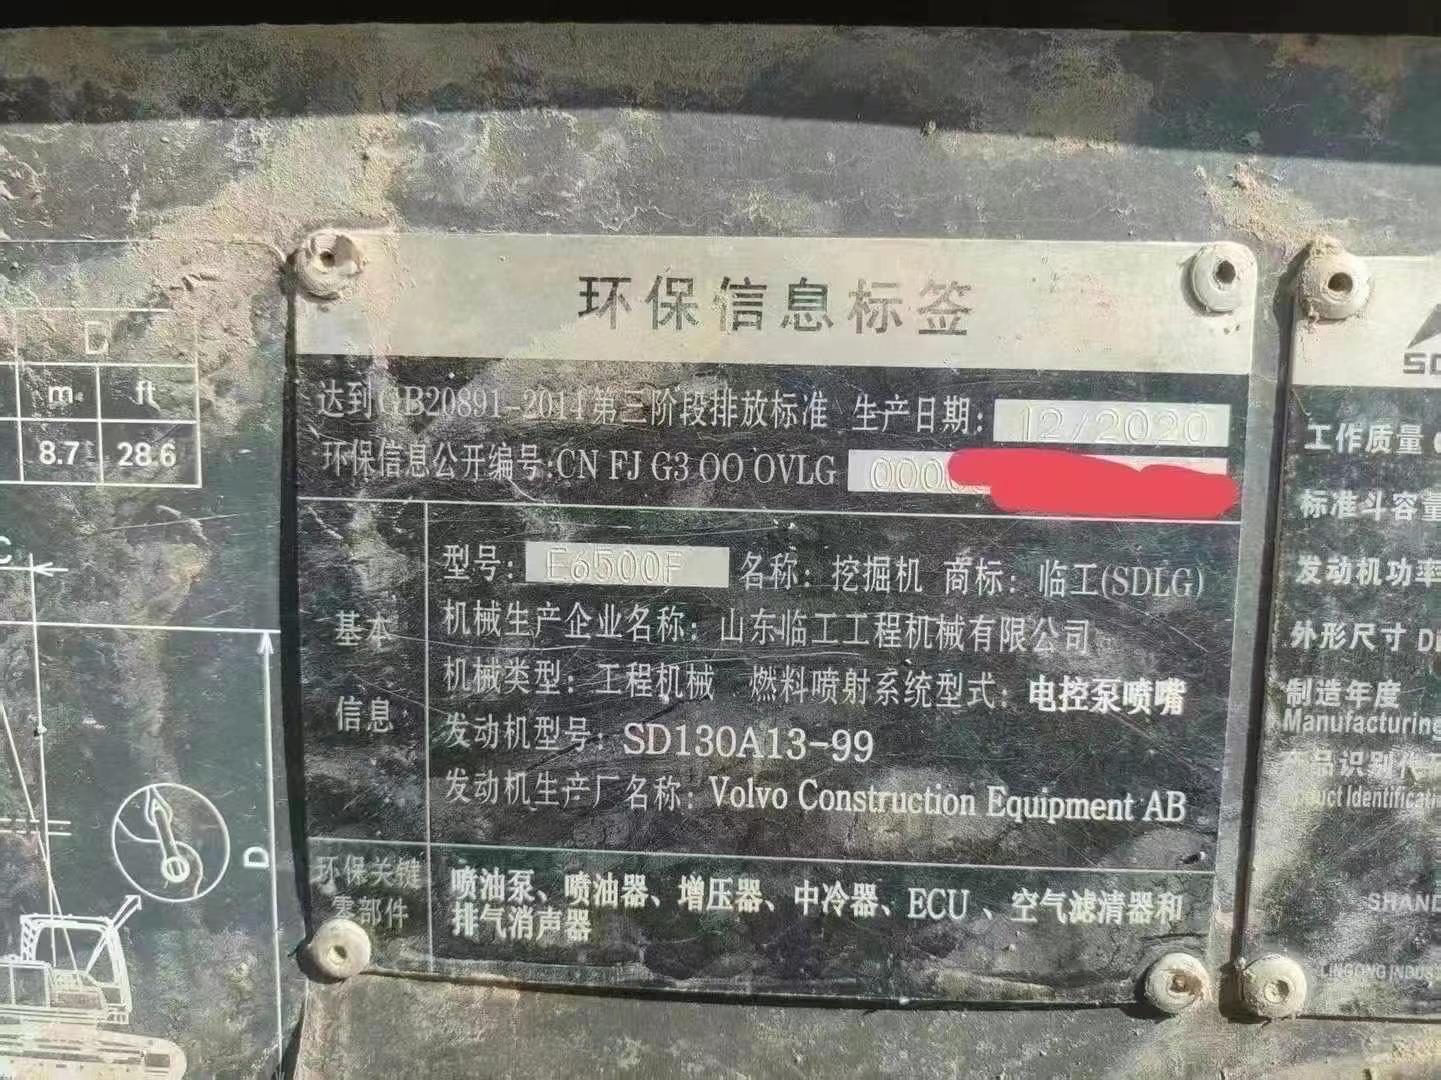 环保信息标签
达到GB20891-2014第三阶段排放标准 生产日期: 12/2020
环保信息公开编号:CN FJ G3 OO OVLG 000
基本信息
型号: E6500F 名称: 挖掘机 商标: 临工(SDLG)
机械生产企业名称: 山东临工工程机械有限公司
机械类型: 工程机械 燃料喷射系统型式: 电控泵喷嘴
发动机型号: SD130A13-99
发动机生产厂名称: Volvo Construction Equipment AB
环保关键零部件
喷油泵、喷油器、增压器、中冷器、ECU 、空气滤清器和
排气消声器
D
m ft
8.7 28.6
C
D
A
工作质量
标准斗容量
发动机功率
外形尺寸
制造年度
Manufacturing
SHAND
LINGONG INDUS